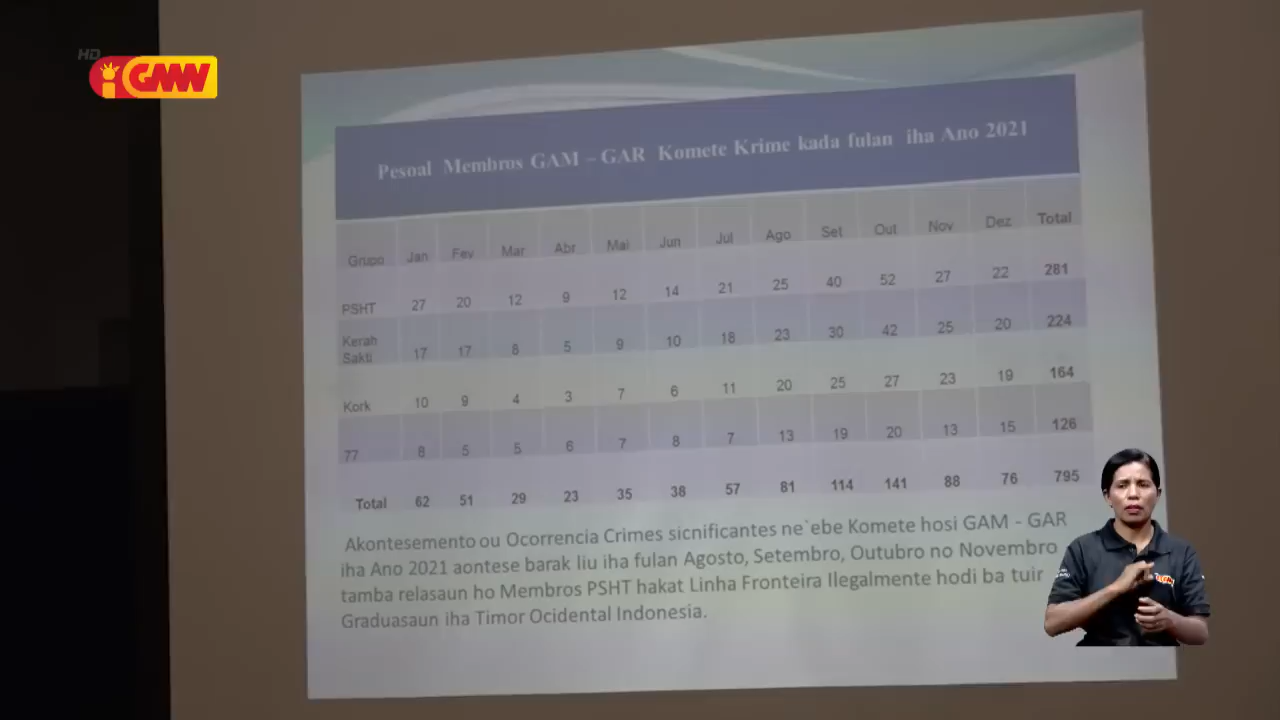 HD
GMN
Pesoal Membros GAM – GAR Komete Krime kada fulan iha Ano 2021
Grupo Jan Fev Mar Abr Mai Jun Jul Ago Set Out Nov Dez Total
PSHT 27 20 12 9 12 14 21 25 40 52 27 22 281
Kerah Sakti 17 17 8 5 9 10 18 23 30 42 25 20 224
Kork 10 9 4 3 7 6 11 20 25 27 23 19 164
77 8 5 5 6 7 8 7 13 19 20 13 15 126
Total 62 51 29 23 35 38 57 81 114 141 88 76 795
Akontesemento ou Ocorrencia Crimes sicnificantes ne`ebe Komete hosi GAM - GAR
iha Ano 2021 aontese barak liu iha fulan Agosto, Setembro, Outubro no Novembro
tamba relasaun ho Membros PSHT hakat Linha Fronteira Ilegalmente hodi ba tuir
Graduasaun iha Timor Ocidental Indonesia.